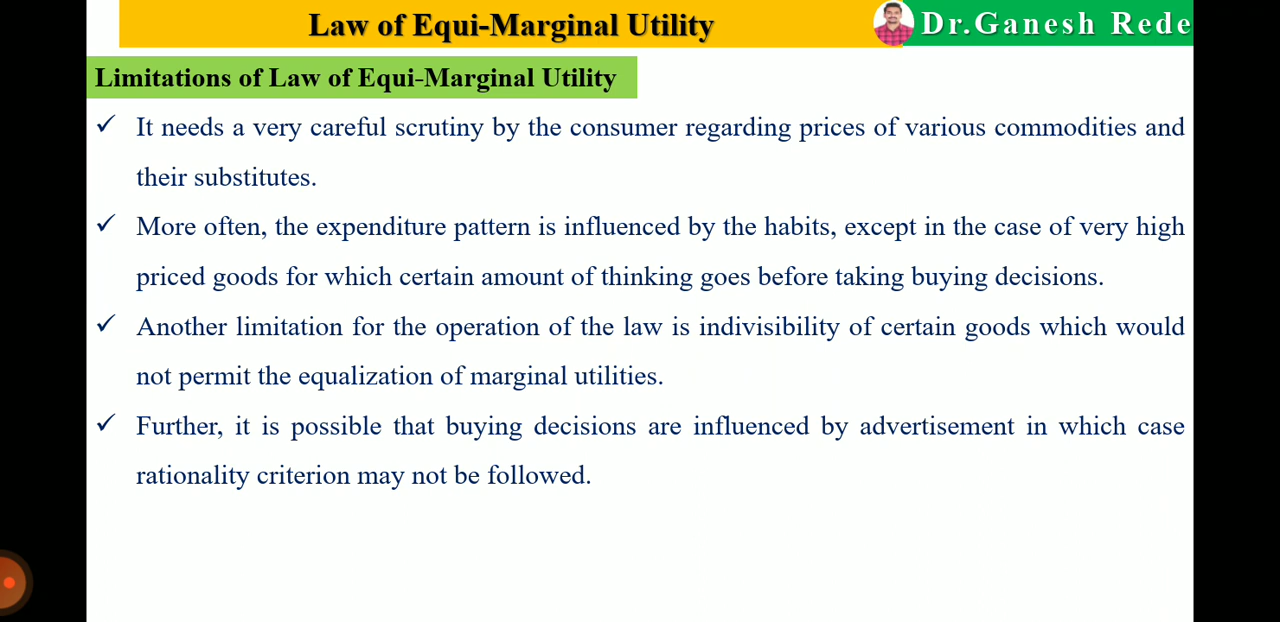 Law of Equi-Marginal Utility
Dr.Ganesh Rede
Limitations of Law of Equi-Marginal Utility
✓ It needs a very careful scrutiny by the consumer regarding prices of various commodities and
their substitutes.
✓ More often, the expenditure pattern is influenced by the habits, except in the case of very high
priced goods for which certain amount of thinking goes before taking buying decisions.
✓ Another limitation for the operation of the law is indivisibility of certain goods which would
not permit the equalization of marginal utilities.
✓ Further, it is possible that buying decisions are influenced by advertisement in which case
rationality criterion may not be followed.